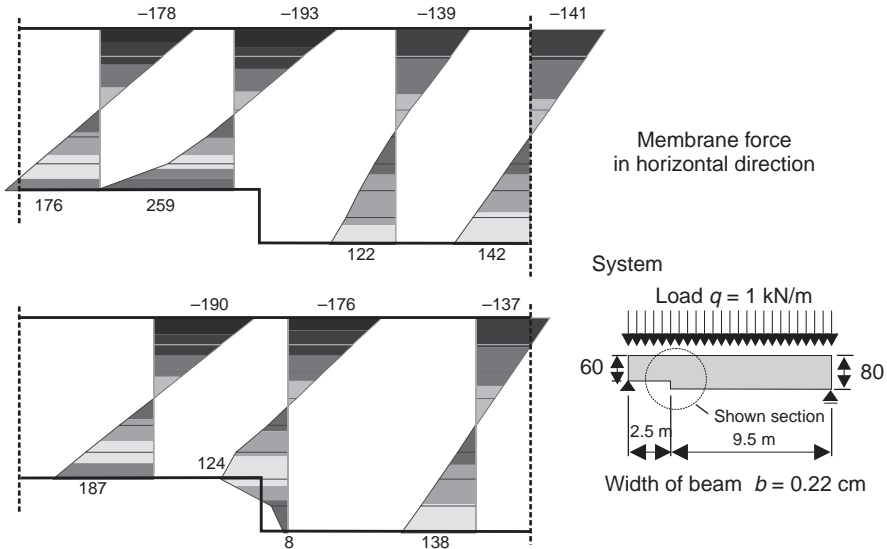 –178 –193 –139 –141
Membrane force
in horizontal direction
176 259 122 142
System
Load q = 1 kN/m
–190 –176 –137
60 80
Shown section
2.5 m 9.5 m
124
187
Width of beam b = 0.22 cm
8 138